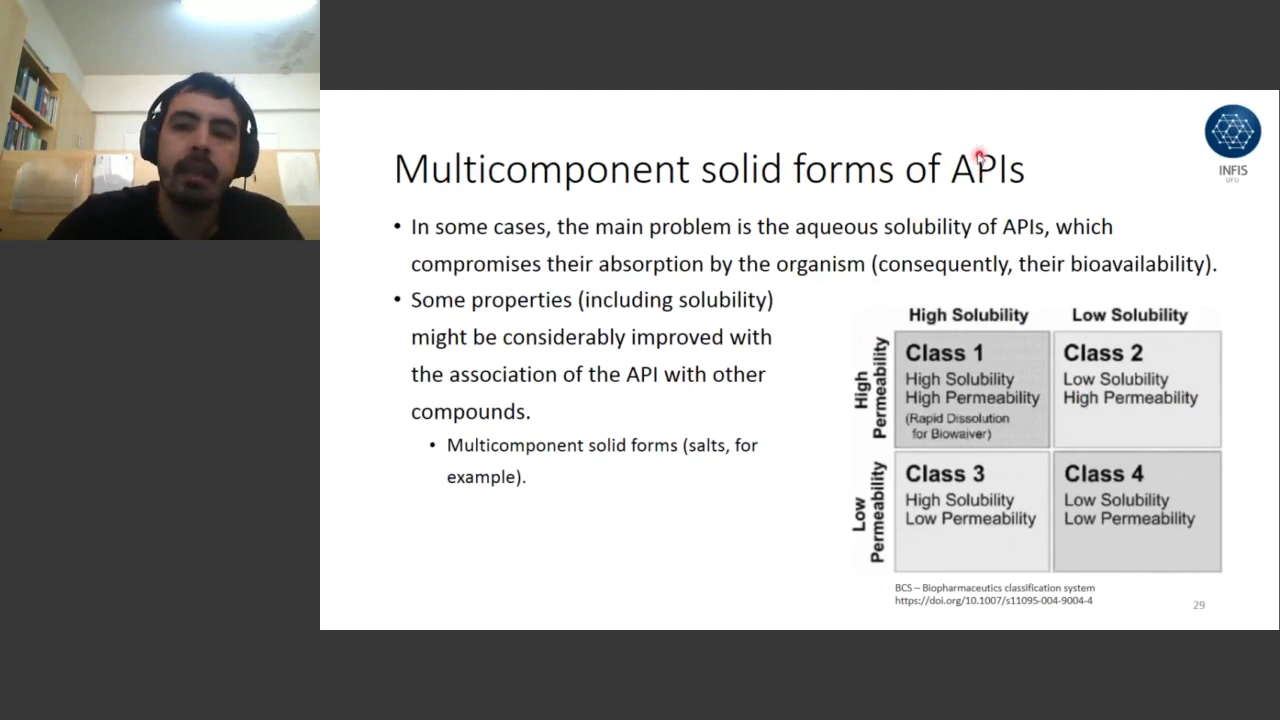 INFIS
UFU
Multicomponent solid forms of APIs
• In some cases, the main problem is the aqueous solubility of APIs, which
compromises their absorption by the organism (consequently, their bioavailability).
• Some properties (including solubility)
might be considerably improved with
the association of the API with other
compounds.
• Multicomponent solid forms (salts, for
example).
High Solubility
Low Solubility
High
Permeability
Class 1
High Solubility
High Permeability
(Rapid Dissolution
for Biowaiver)
Class 2
Low Solubility
High Permeability
Low
Permeability
Class 3
High Solubility
Low Permeability
Class 4
Low Solubility
Low Permeability
BCS – Biopharmaceutics classification system
https://doi.org/10.1007/s11095-004-9004-4
29